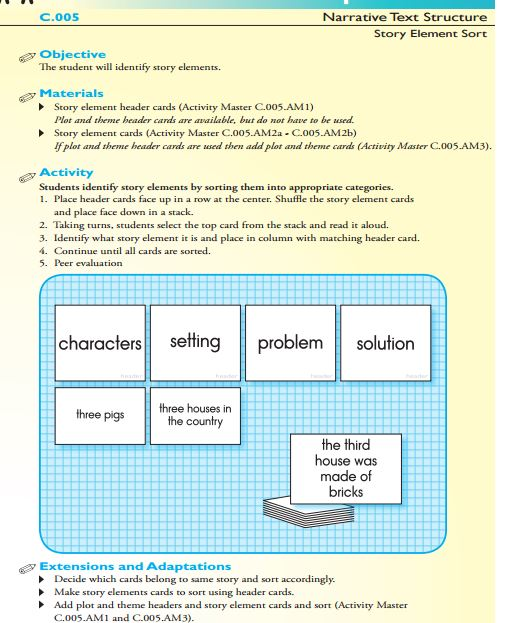 C.005
Narrative Text Structure
Story Element Sort
Objective
The student will identify story elements.
Materials
Story element header cards (Activity Master C.005.AM1)
Plot and theme header cards are available, but do not have to be used.
Story element cards (Activity Master C.005.AM2a - C.005.AM2b)
If plot and theme header cards are used then add plot and theme cards (Activity Master C.005.AM3).
Activity
Students identify story elements by sorting them into appropriate categories.
1. Place header cards face up in a row at the center. Shuffle the story element cards
and place face down in a stack.
2. Taking turns, students select the top card from the stack and read it aloud.
3. Identify what story element it is and place in column with matching header card.
4. Continue until all cards are sorted.
5. Peer evaluation
characters
header
setting
header
problem
header
solution
header
three pigs
three houses in
the country
the third
house was
made of
bricks
Extensions and Adaptations
Decide which cards belong to same story and sort accordingly.
Make story elements cards to sort using header cards.
Add plot and theme headers and story element cards and sort (Activity Master
C.005.AM1 and C.005.AM3).